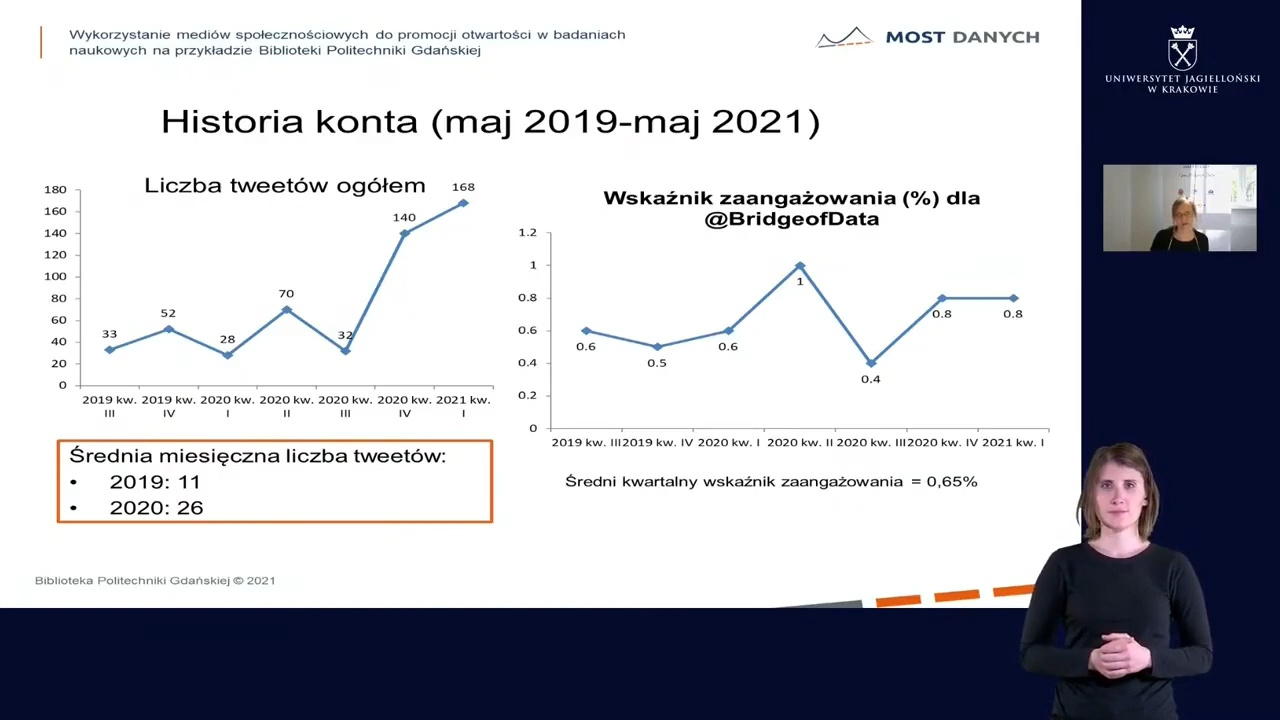 Wykorzystanie mediów społecznościowych do promocji otwartości w badaniach
naukowych na przykładzie Biblioteki Politechniki Gdańskiej
MOST DANYCH
UNIWERSYTET JAGIELLOŃSKI
W KRAKOWIE
Historia konta (maj 2019-maj 2021)
Liczba tweetów ogółem
180
160
140
120
100
80
60
40
20
0
33
52
28
70
32
140
168
2019 kw. III
2019 kw. IV
2020 kw. I
2020 kw. II
2020 kw. III
2020 kw. IV
2021 kw. I
Wskaźnik zaangażowania (%) dla
@BridgeofData
1.2
1
0.8
0.6
0.4
0.2
0
0.6
0.5
0.6
1
0.4
0.8
0.8
2019 kw. III
2019 kw. IV
2020 kw. I
2020 kw. II
2020 kw. III
2020 kw. IV
2021 kw. I
Średnia miesięczna liczba tweetów:
• 2019: 11
• 2020: 26
Średni kwartalny wskaźnik zaangażowania = 0,65%
Biblioteka Politechniki Gdańskiej © 2021